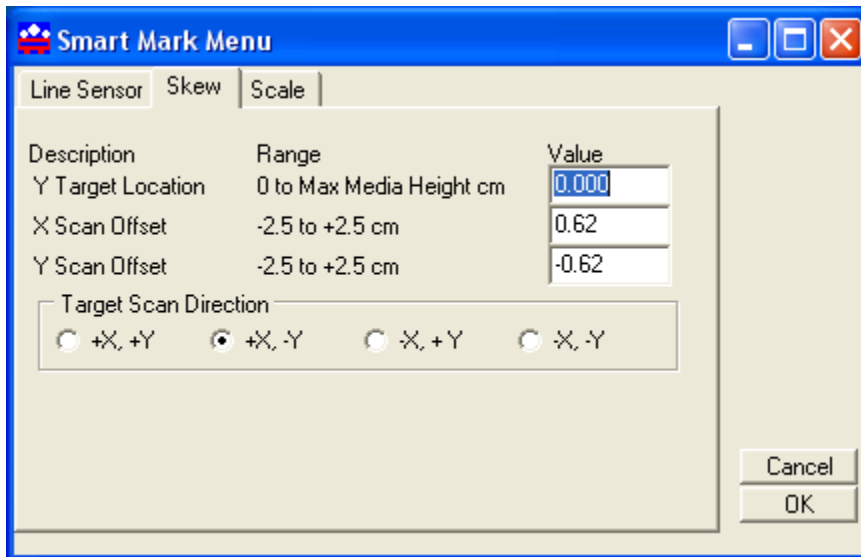 Smart Mark Menu
Line Sensor Skew Scale
Description Range Value
Y Target Location 0 to Max Media Height cm 0.000
X Scan Offset -2.5 to +2.5 cm 0.62
Y Scan Offset -2.5 to +2.5 cm -0.62
Target Scan Direction
+X, +Y +X, -Y -X, + Y -X, -Y
Cancel
OK